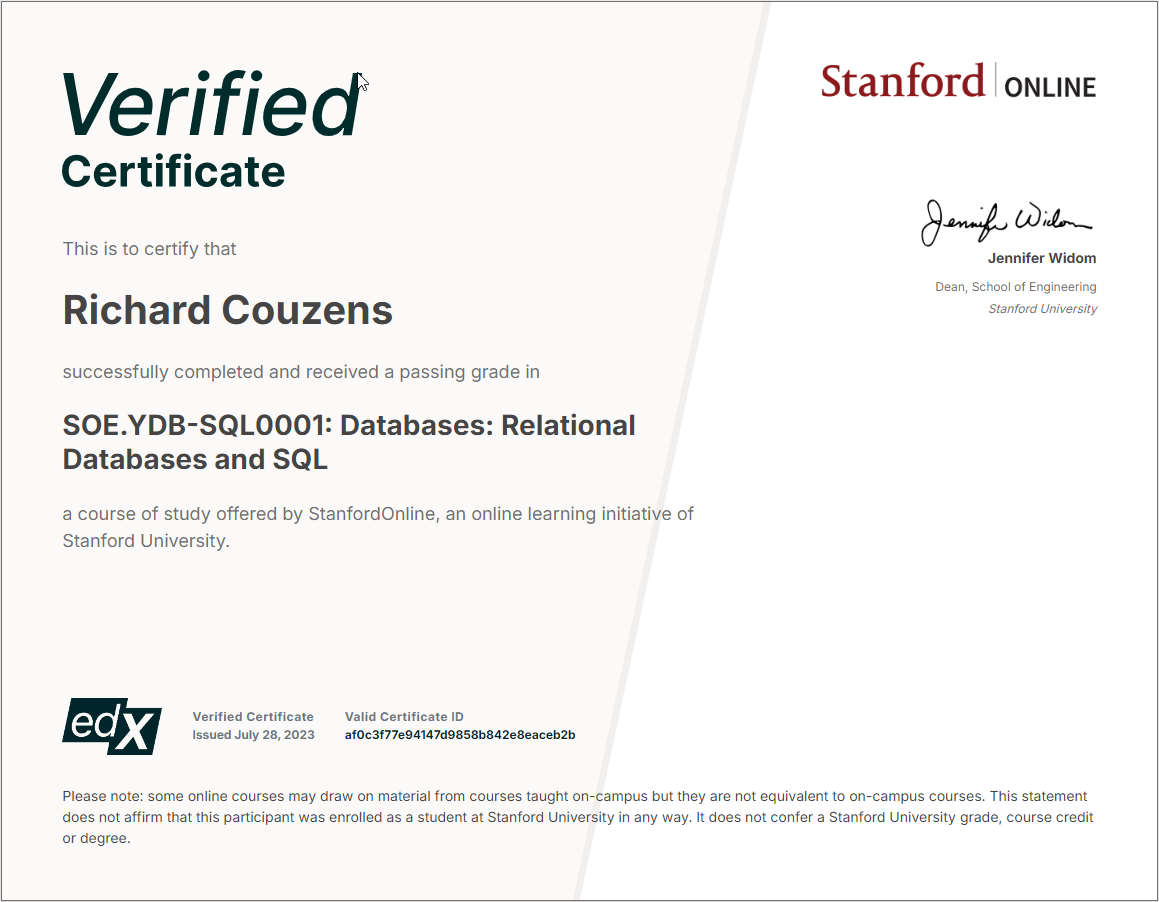 Verified
Certificate
Stanford | ONLINE
Jennifer Widom
Jennifer Widom
Dean, School of Engineering
Stanford University
This is to certify that
Richard Couzens
successfully completed and received a passing grade in
SOE.YDB-SQL0001: Databases: Relational
Databases and SQL
a course of study offered by StanfordOnline, an online learning initiative of
Stanford University.
edX
Verified Certificate
Issued July 28, 2023
Valid Certificate ID
af0c3f77e94147d9858b842e8eaceb2b
Please note: some online courses may draw on material from courses taught on-campus but they are not equivalent to on-campus courses. This statement
does not affirm that this participant was enrolled as a student at Stanford University in any way. It does not confer a Stanford University grade, course credit
or degree.